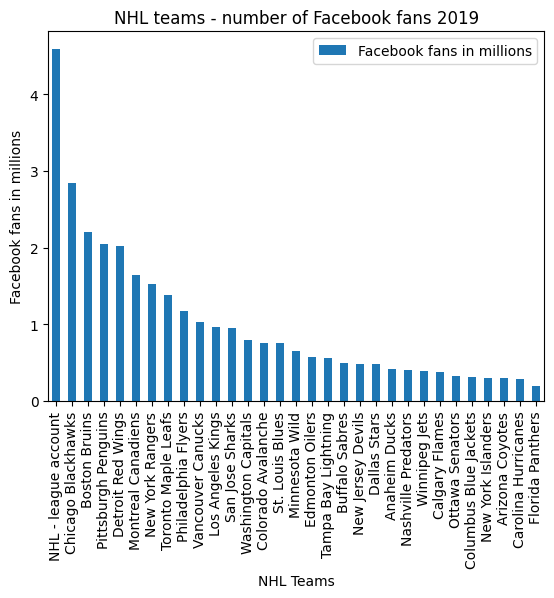 NHL teams - number of Facebook fans 2019
Facebook fans in millions
Facebook fans in millions
4
3
2
1
0
NHL - league account
Chicago Blackhawks
Boston Bruins
Pittsburgh Penguins
Detroit Red Wings
Montreal Canadiens
New York Rangers
Toronto Maple Leafs
Philadelphia Flyers
Vancouver Canucks
Los Angeles Kings
San Jose Sharks
Washington Capitals
Colorado Avalanche
St. Louis Blues
Minnesota Wild
Edmonton Oilers
Tampa Bay Lightning
Buffalo Sabres
New Jersey Devils
Dallas Stars
Anaheim Ducks
Nashville Predators
Winnipeg Jets
Calgary Flames
Ottawa Senators
Columbus Blue Jackets
New York Islanders
Arizona Coyotes
Carolina Hurricanes
Florida Panthers
NHL Teams